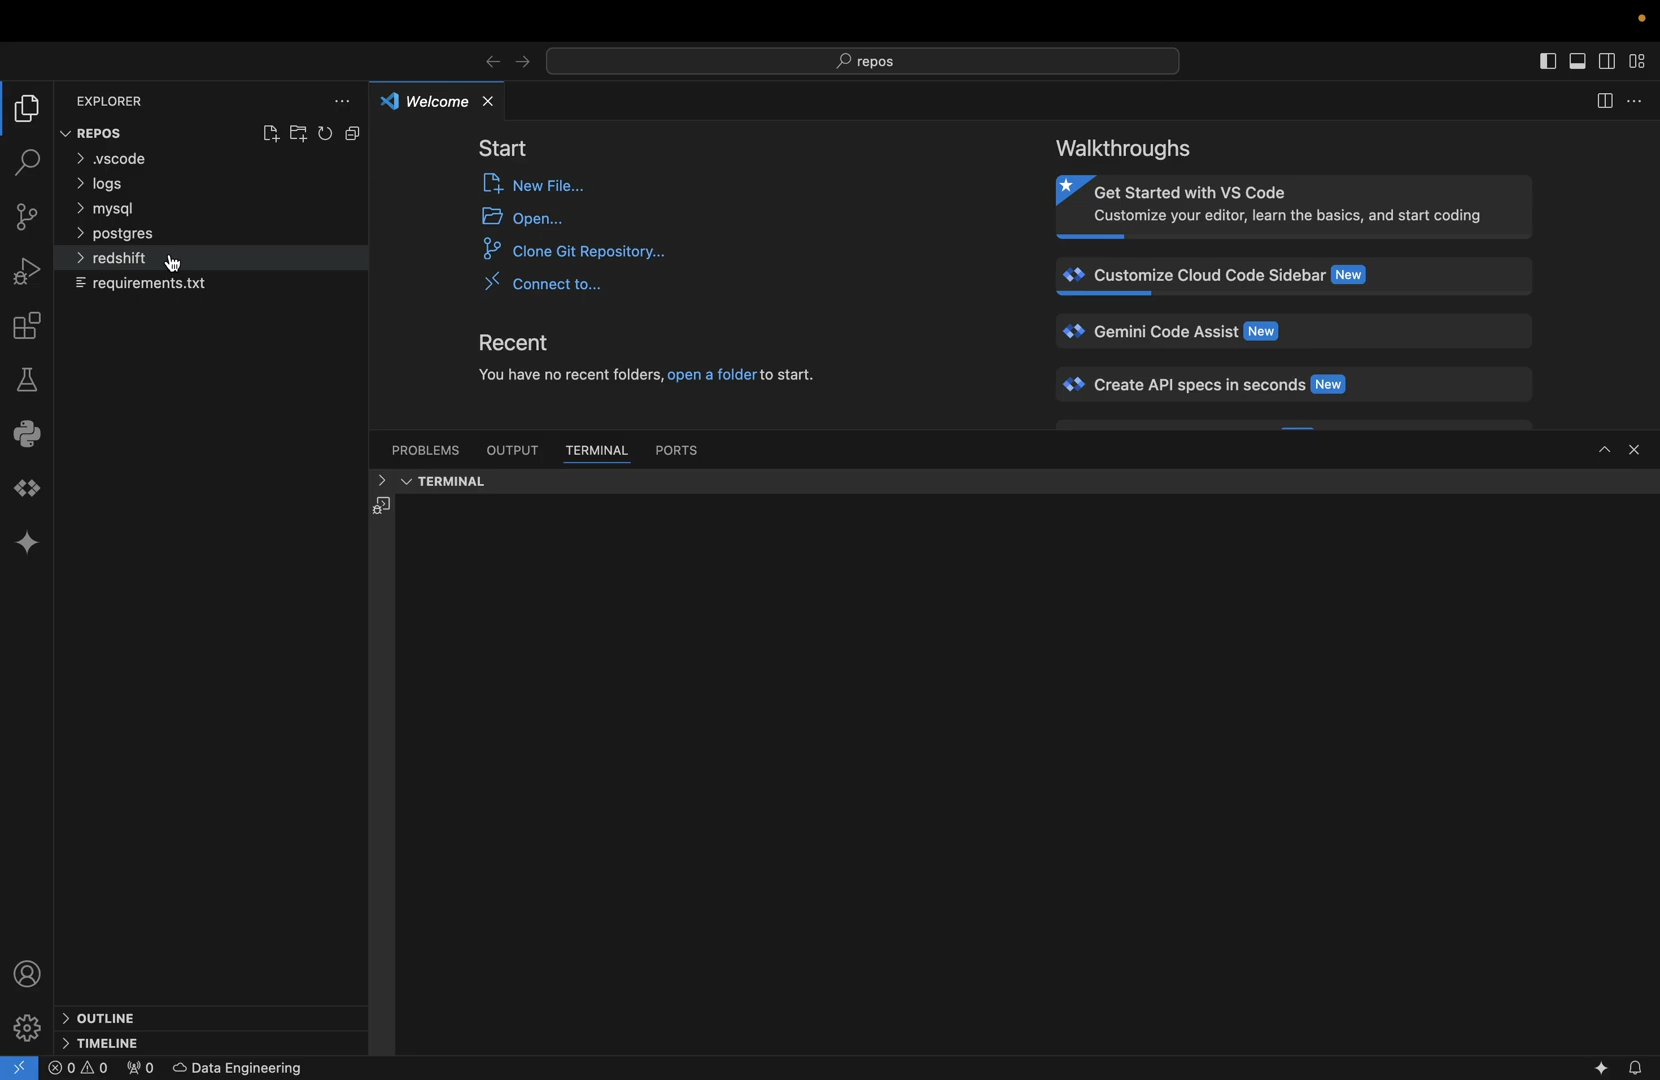 repos
EXPLORER
REPOS
.vscode
logs
mysql
postgres
redshift
requirements.txt
OUTLINE
TIMELINE
Welcome
Start
New File...
Open...
Clone Git Repository...
Connect to...
Recent
You have no recent folders, open a folder to start.
Walkthroughs
Get Started with VS Code
Customize your editor, learn the basics, and start coding
Customize Cloud Code Sidebar New
Gemini Code Assist New
Create API specs in seconds New
PROBLEMS OUTPUT TERMINAL PORTS
TERMINAL
0 0 0 Data Engineering